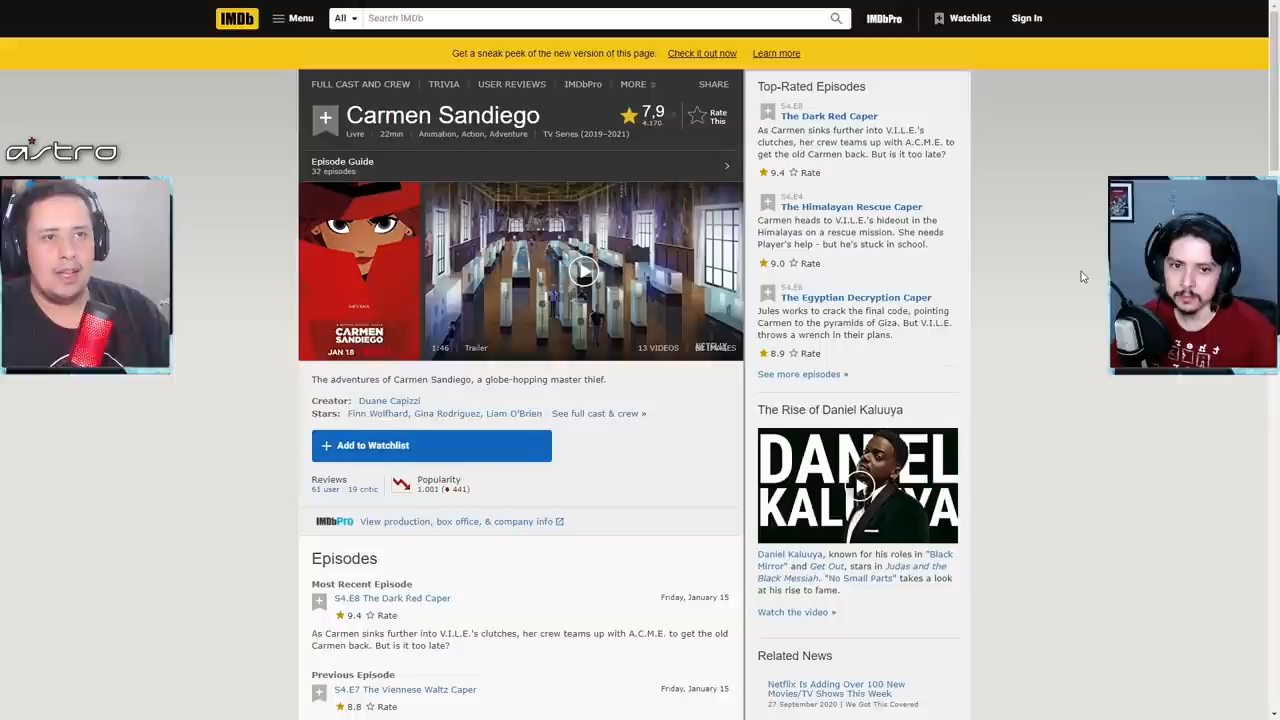 IMDb
Menu
All
Search IMDb
IMDbPro
Watchlist
Sign In
Get a sneak peek of the new version of this page. Check it out now Learn more
FULL CAST AND CREW
TRIVIA
USER REVIEWS
IMDbPro
MORE
SHARE
Carmen Sandiego
7,9
4.170
Rate This
Livre
22min
Animation, Action, Adventure
TV Series (2019–2021)
Episode Guide
32 episodes
CARMEN
SANDIEGO
JAN 18
1:46
Trailer
13 VIDEOS
NETFLIX
The adventures of Carmen Sandiego, a globe-hopping master thief.
Creator: Duane Capizzi
Stars: Finn Wolfhard, Gina Rodriguez, Liam O'Brien
See full cast & crew »
+ Add to Watchlist
Reviews
61 user
19 critic
Popularity
1.001 (♦ 441)
IMDbPro View production, box office, & company info
Episodes
Most Recent Episode
S4.E8 The Dark Red Caper
Friday, January 15
9.4 Rate
As Carmen sinks further into V.I.L.E.'s clutches, her crew teams up with A.C.M.E. to get the old
Carmen back. But is it too late?
Previous Episode
S4.E7 The Viennese Waltz Caper
Friday, January 15
8.8 Rate
Top-Rated Episodes
S4.E8
The Dark Red Caper
As Carmen sinks further into V.I.L.E.'s
clutches, her crew teams up with A.C.M.E. to
get the old Carmen back. But is it too late?
9.4 Rate
S4.E4
The Himalayan Rescue Caper
Carmen heads to V.I.L.E.'s hideout in the
Himalayas on a rescue mission. She needs
Player's help - but he's stuck in school.
9.0 Rate
S4.E6
The Egyptian Decryption Caper
Jules works to crack the final code, pointing
Carmen to the pyramids of Giza. But V.I.L.E.
throws a wrench in their plans.
8.9 Rate
See more episodes »
The Rise of Daniel Kaluuya
DANIEL
KALUUYA
Daniel Kaluuya, known for his roles in "Black
Mirror" and Get Out, stars in Judas and the
Black Messiah. "No Small Parts" takes a look
at his rise to fame.
Watch the video »
Related News
Netflix Is Adding Over 100 New
Movies/TV Shows This Week
27 September 2020 | We Got This Covered
astro